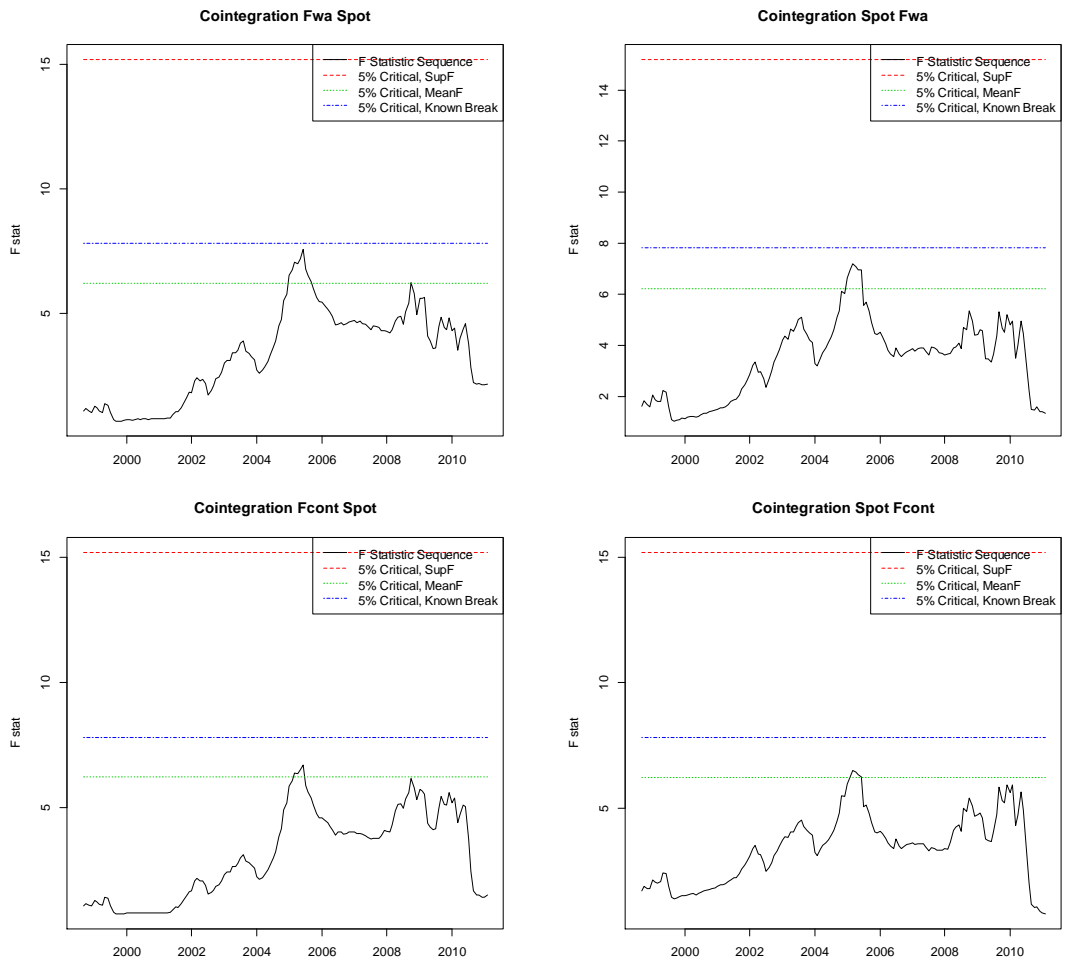 Cointegration Fwa Spot
F stat
15
10
5
F Statistic Sequence
5% Critical, SupF
5% Critical, MeanF
5% Critical, Known Break
2000 2002 2004 2006 2008 2010
Cointegration Spot Fwa
F stat
14
12
10
8
6
4
2
F Statistic Sequence
5% Critical, SupF
5% Critical, MeanF
5% Critical, Known Break
2000 2002 2004 2006 2008 2010
Cointegration Fcont Spot
F stat
15
10
5
F Statistic Sequence
5% Critical, SupF
5% Critical, MeanF
5% Critical, Known Break
2000 2002 2004 2006 2008 2010
Cointegration Spot Fcont
F stat
15
10
5
F Statistic Sequence
5% Critical, SupF
5% Critical, MeanF
5% Critical, Known Break
2000 2002 2004 2006 2008 2010